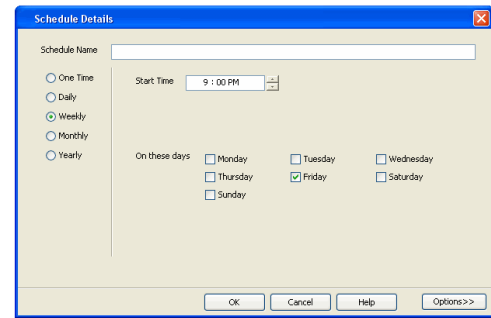 Schedule Details
Schedule Name
One Time
Start Time 9 : 00 PM
Daily
Weekly
Monthly
Yearly
On these days Monday Tuesday Wednesday
Thursday Friday Saturday
Sunday
OK Cancel Help Options>>